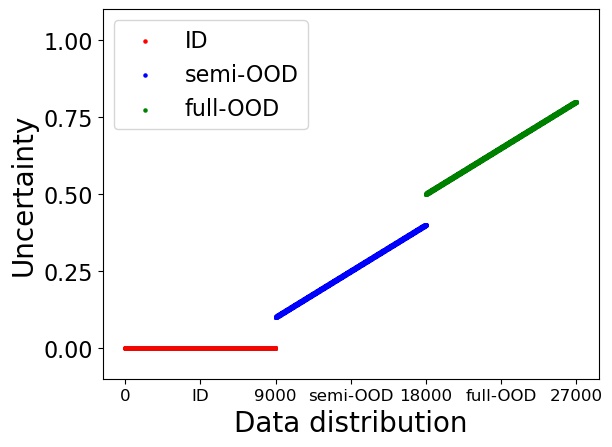 1.00
0.75
0.50
0.25
0.00
Uncertainty
ID
semi-OOD
full-OOD
0 ID 9000 semi-OOD 18000 full-OOD 27000
Data distribution